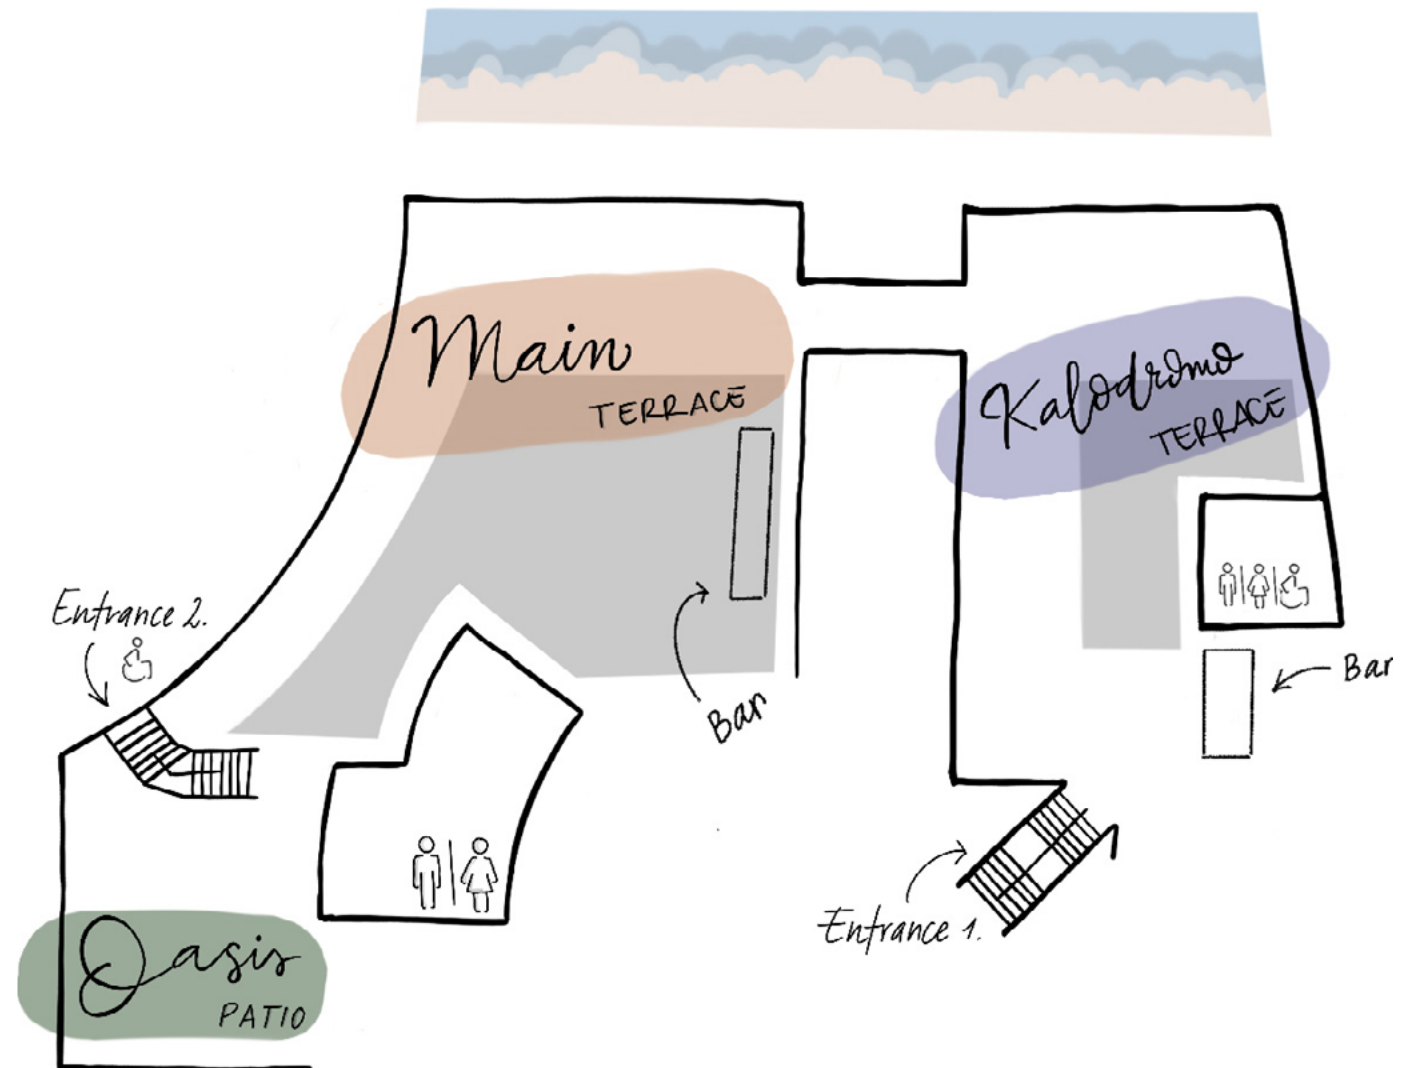 Main
TERRACE
Kalodromo
TERRACE
Entrance 2.
Bar
Bar
Entrance 1.
Oasis
PATIO